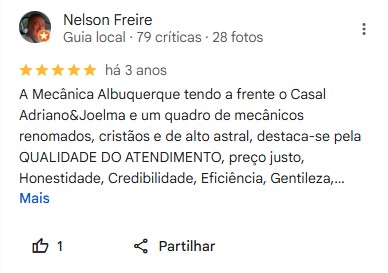 Nelson Freire
Guia local · 79 críticas · 28 fotos
há 3 anos
A Mecânica Albuquerque tendo a frente o Casal
Adriano&Joelma e um quadro de mecânicos
renomados, cristãos e de alto astral, destaca-se pela
QUALIDADE DO ATENDIMENTO, preço justo,
Honestidade, Credibilidade, Eficiência, Gentileza,...
Mais
1 Partilhar